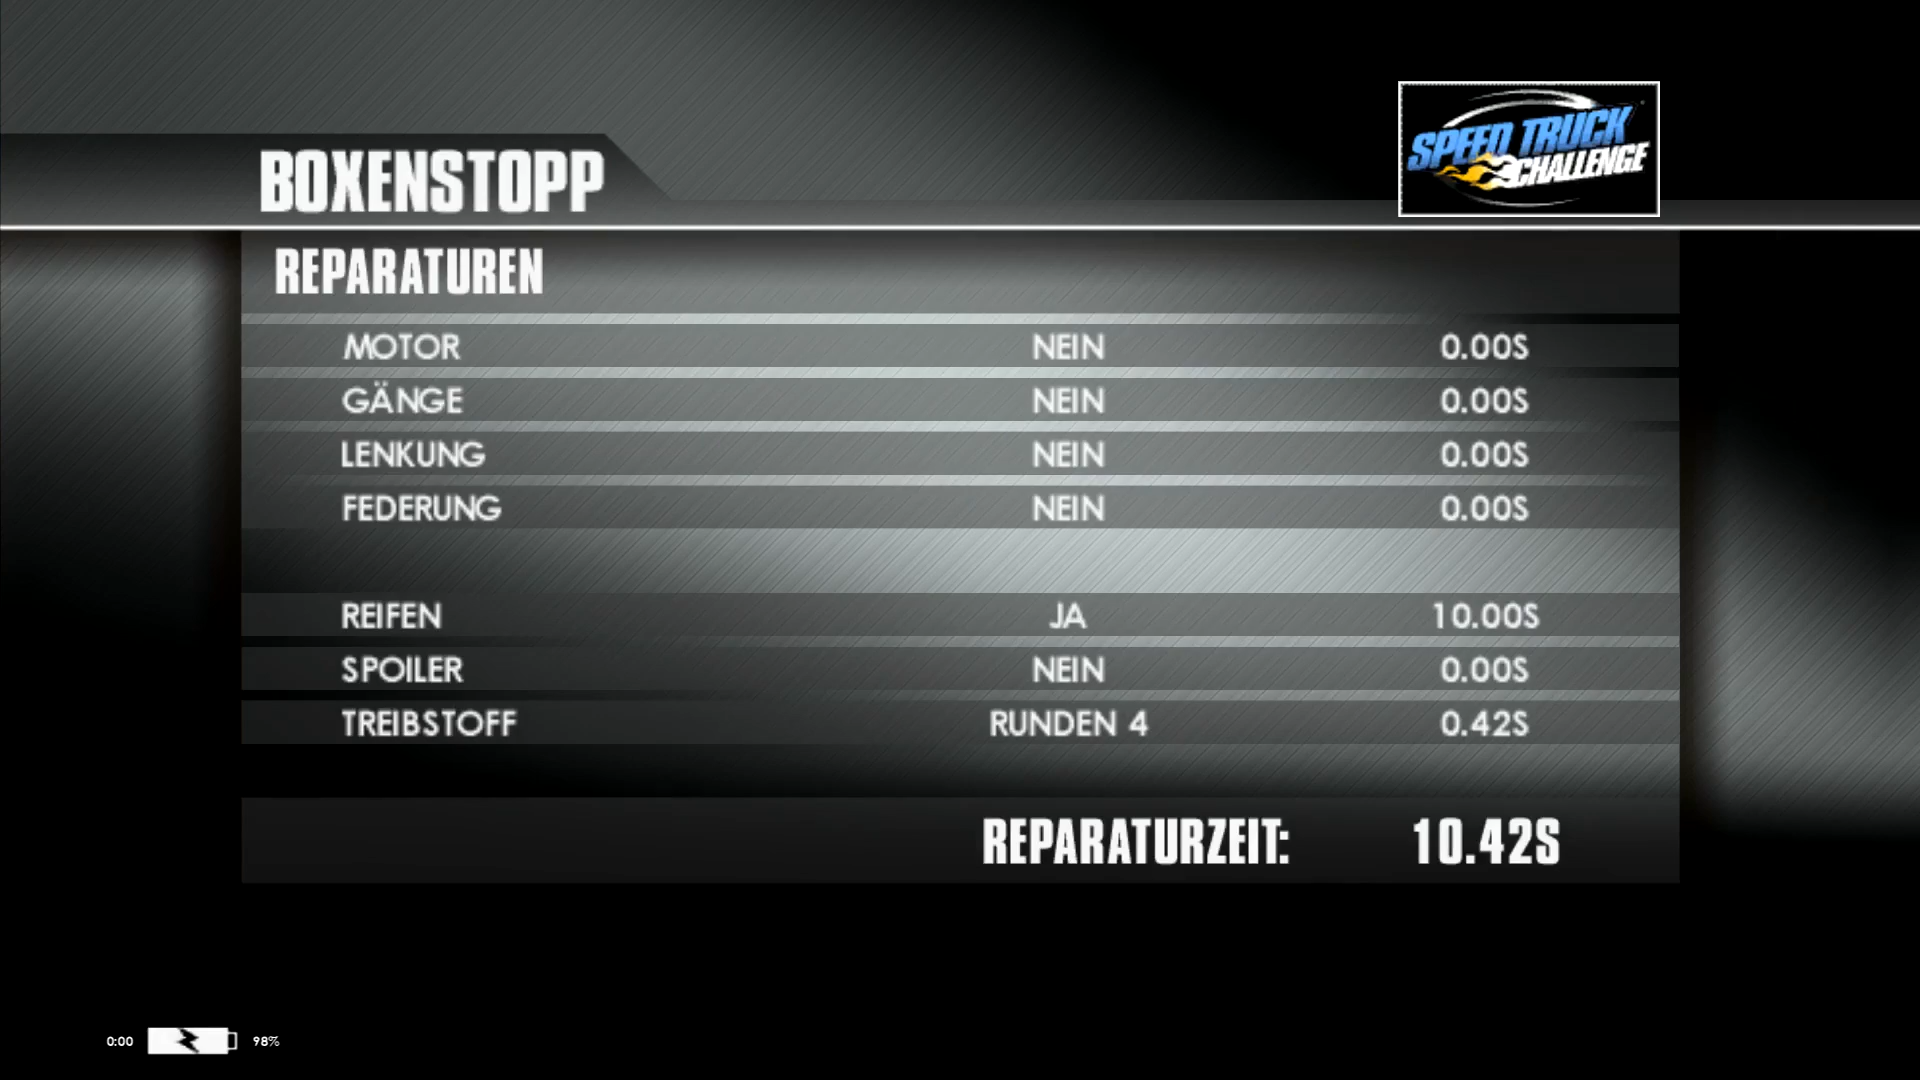 SPEED TRUCK
CHALLENGE
BOXENSTOPP
REPARATUREN
MOTOR NEIN 0.00S
GÄNGE NEIN 0.00S
LENKUNG NEIN 0.00S
FEDERUNG NEIN 0.00S
REIFEN JA 10.00S
SPOILER NEIN 0.00S
TREIBSTOFF RUNDEN 4 0.42S
REPARATURZEIT: 10.42S
0:00 98%